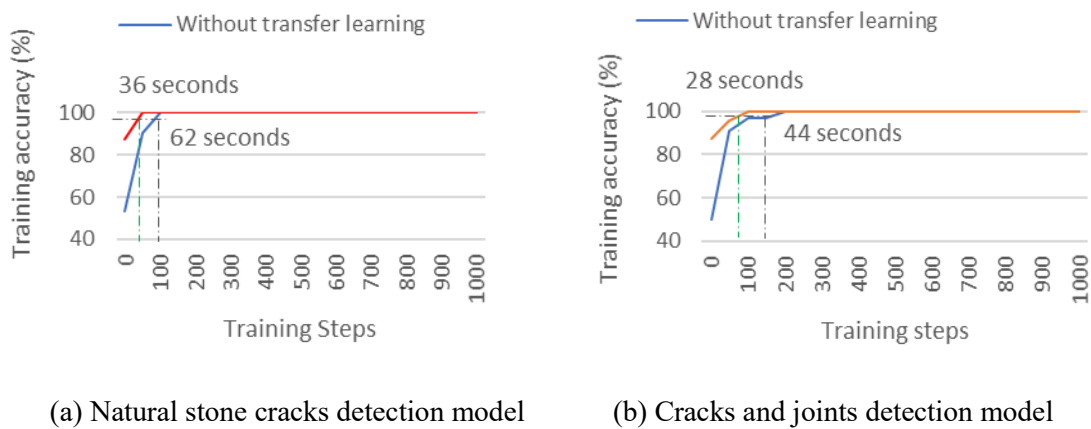 Without transfer learning
Training accuracy (%)
36 seconds
62 seconds
100
80
60
40
0
100
200
300
400
500
600
700
800
900
1000
Training Steps
(a) Natural stone cracks detection model
Without transfer learning
Training accuracy (%)
28 seconds
44 seconds
100
80
60
40
0
100
200
300
400
500
600
700
800
900
1000
Training steps
(b) Cracks and joints detection model